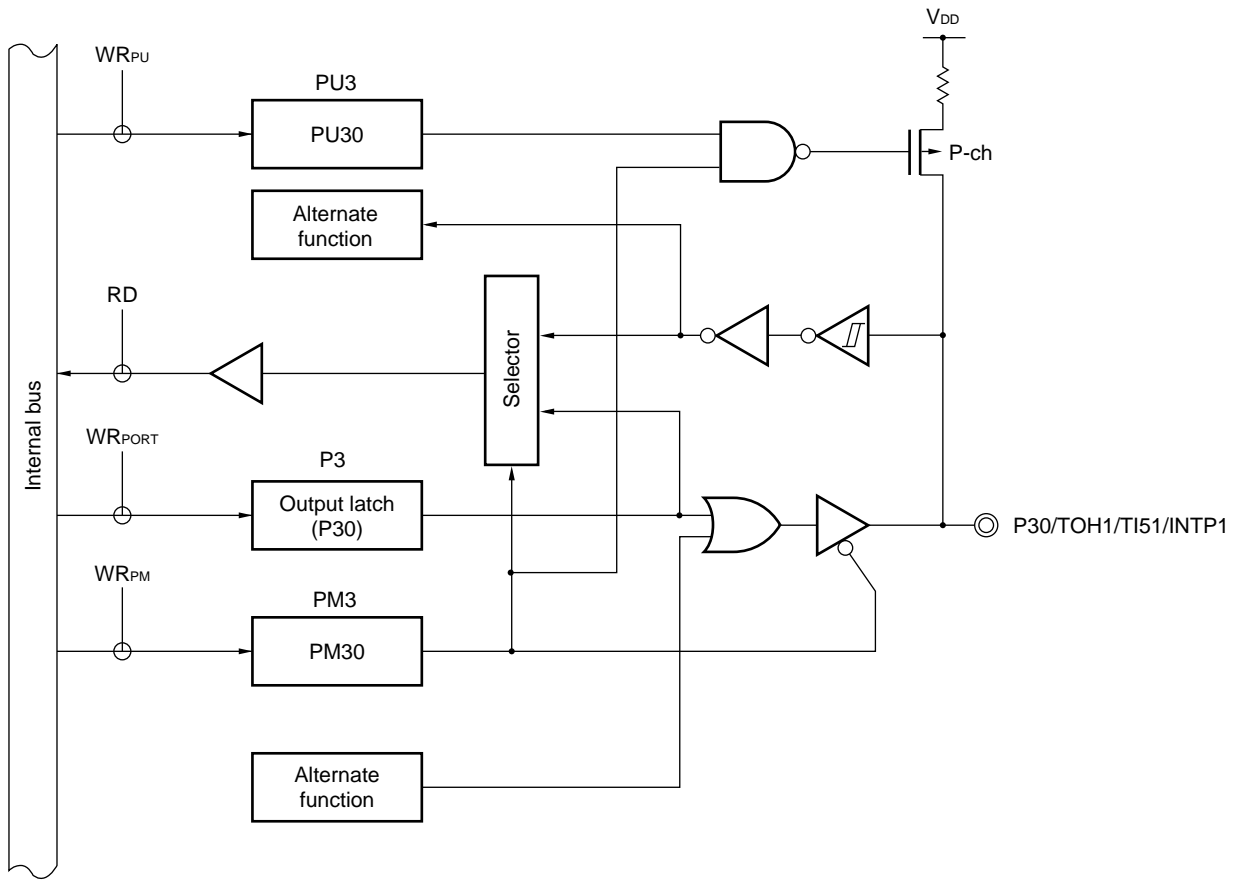 VDD
WRPU
PU3
PU30
P-ch
Alternate
function
RD
Selector
Internal bus
WRPORT
P3
Output latch
(P30)
P30/TOH1/TI51/INTP1
WRPM
PM3
PM30
Alternate
function